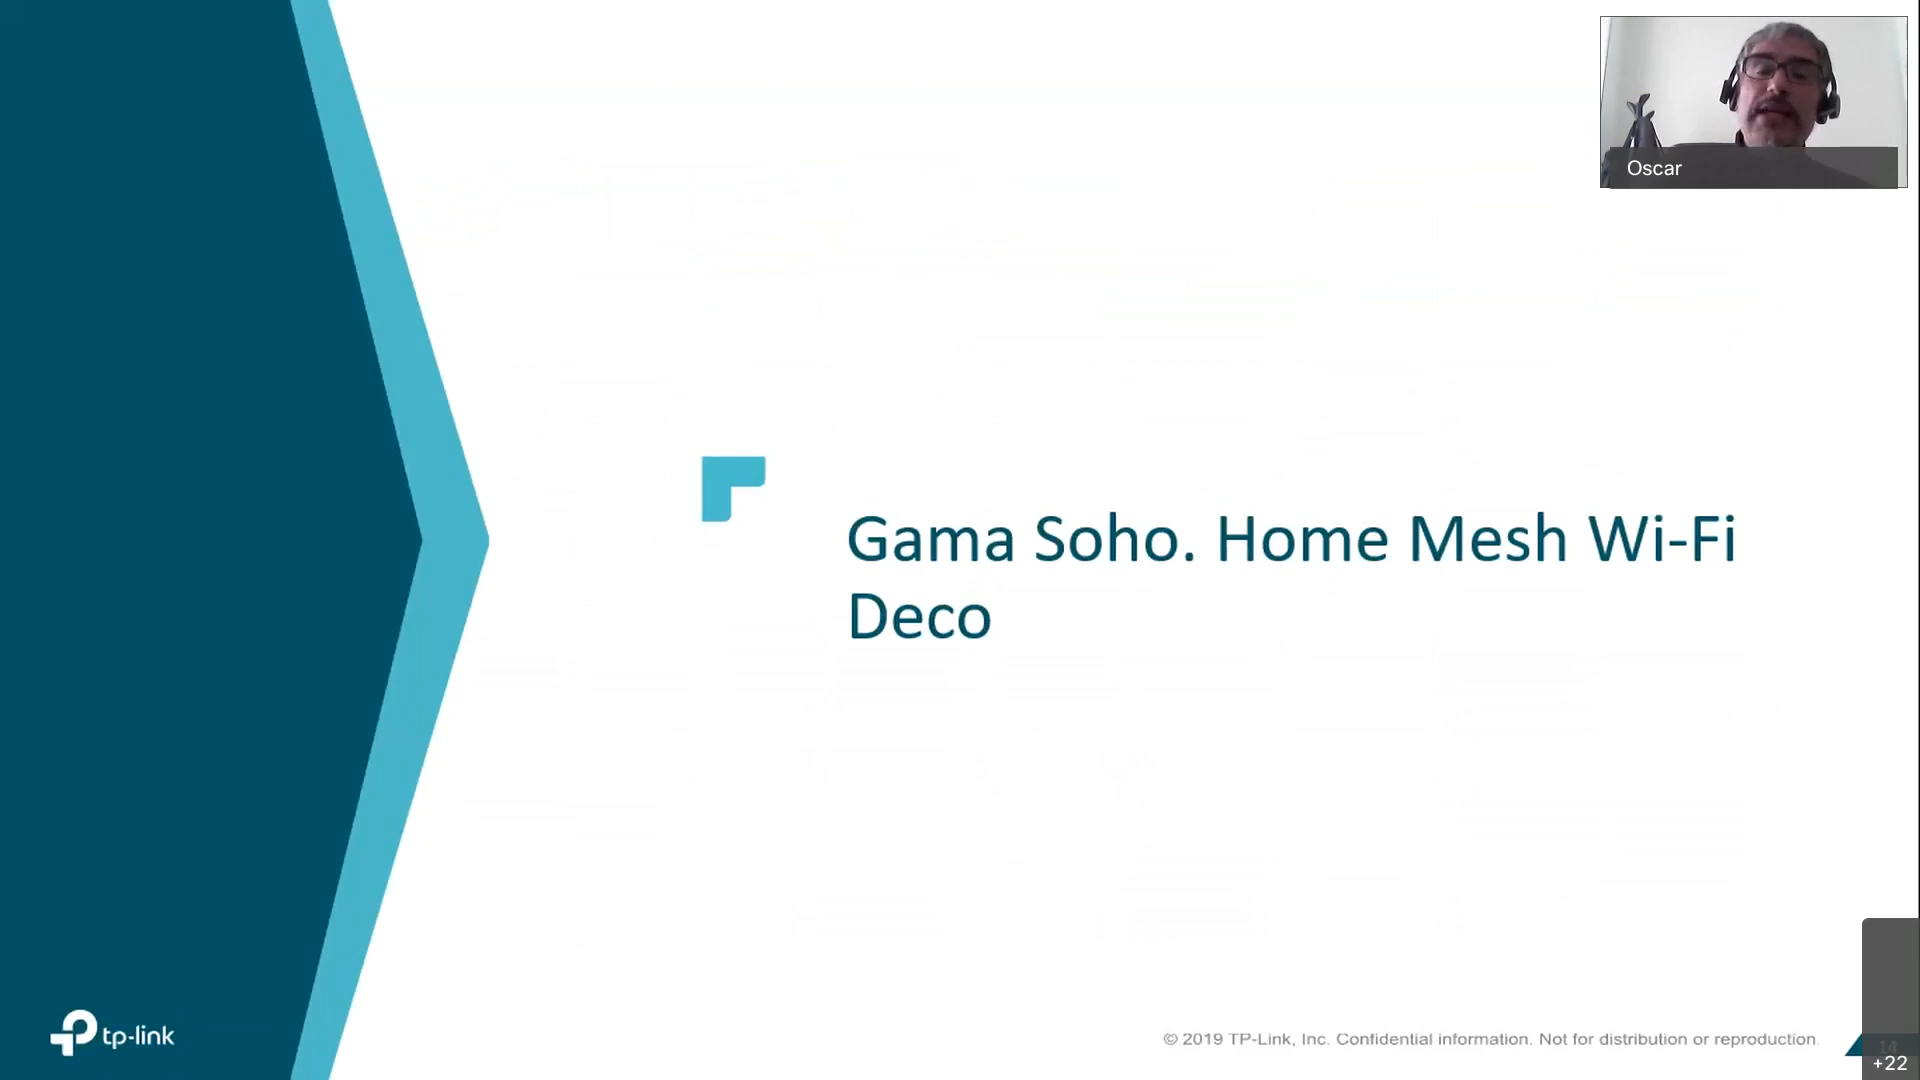 Oscar
Gama Soho. Home Mesh Wi-Fi
Deco
tp-link
© 2019 TP-Link, Inc. Confidential information. Not for distribution or reproduction.
14
+22